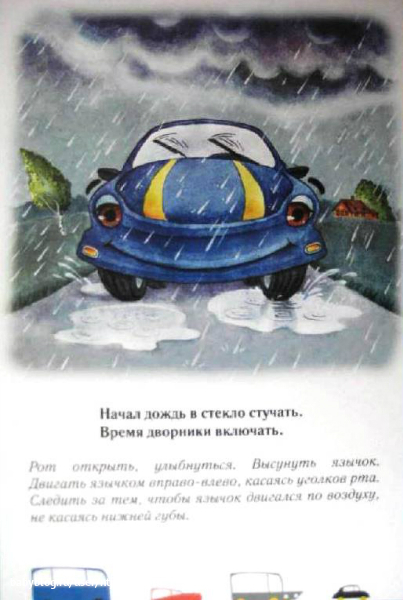 Начал дождь в стекло стучать.
Время дворники включать.
Рот открыть, улыбнуться. Высунуть язычок.
Двигать язычком вправо-влево, касаясь уголков рта.
Следить за тем, чтобы язычок двигался по воздуху,
не касаясь нижней губы.